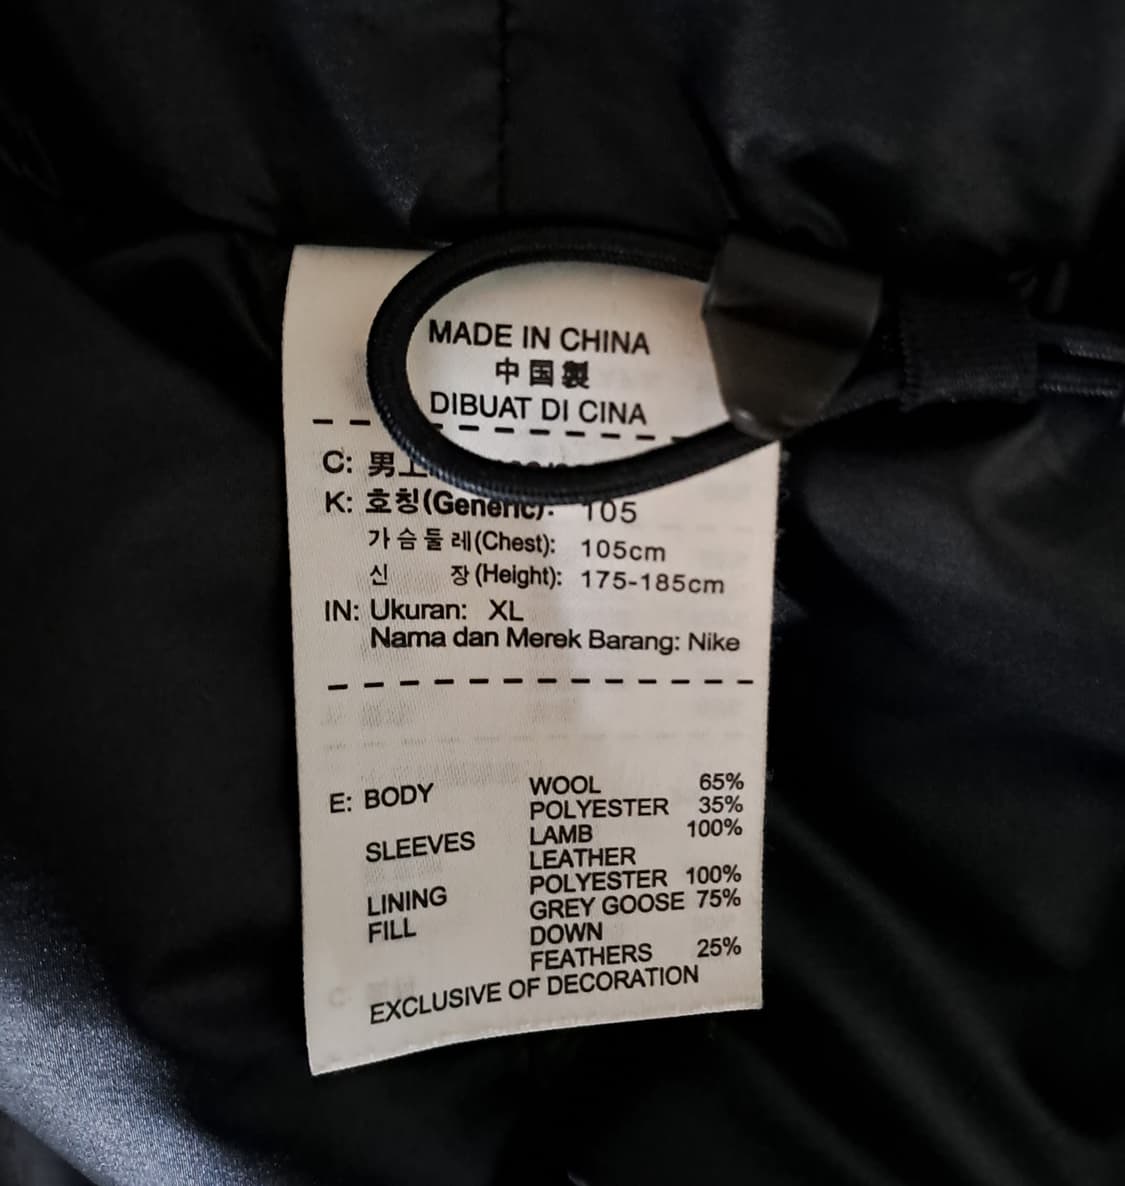 MADE IN CHINA
中国製
DIBUAT DI CINA
C: 男上
K: 호칭(Generic): 105
가슴둘레(Chest): 105cm
신 장(Height): 175-185cm
IN: Ukuran: XL
Nama dan Merek Barang: Nike
E: BODY WOOL 65%
POLYESTER 35%
SLEEVES LAMB 100%
LEATHER
LINING POLYESTER 100%
FILL GREY GOOSE 75%
DOWN
FEATHERS 25%
EXCLUSIVE OF DECORATION